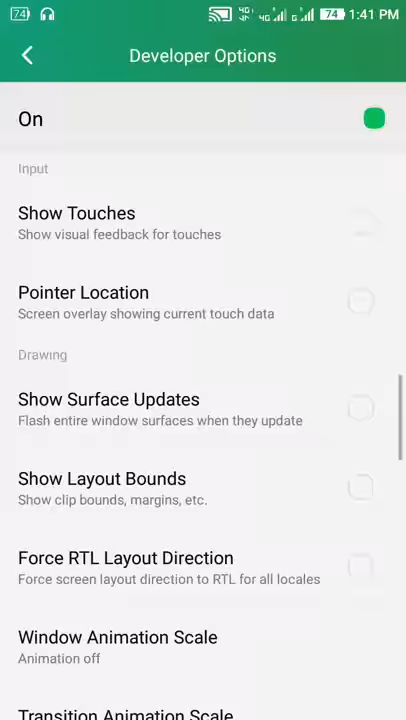 74 4G 4G G 74 1:41 PM
Developer Options
On
Input
Show Touches
Show visual feedback for touches
Pointer Location
Screen overlay showing current touch data
Drawing
Show Surface Updates
Flash entire window surfaces when they update
Show Layout Bounds
Show clip bounds, margins, etc.
Force RTL Layout Direction
Force screen layout direction to RTL for all locales
Window Animation Scale
Animation off
Transition Animation Scale